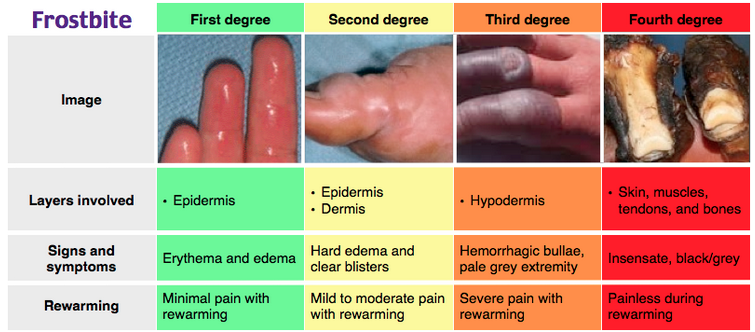 Frostbite
First degree
Second degree
Third degree
Fourth degree
Image
Layers involved
• Epidermis
• Epidermis
• Dermis
• Hypodermis
• Skin, muscles,
tendons, and bones
Signs and
symptoms
Erythema and edema
Hard edema and
clear blisters
Hemorrhagic bullae,
pale grey extremity
Insensate, black/grey
Rewarming
Minimal pain with
rewarming
Mild to moderate pain
with rewarming
Severe pain with
rewarming
Painless during
rewarming